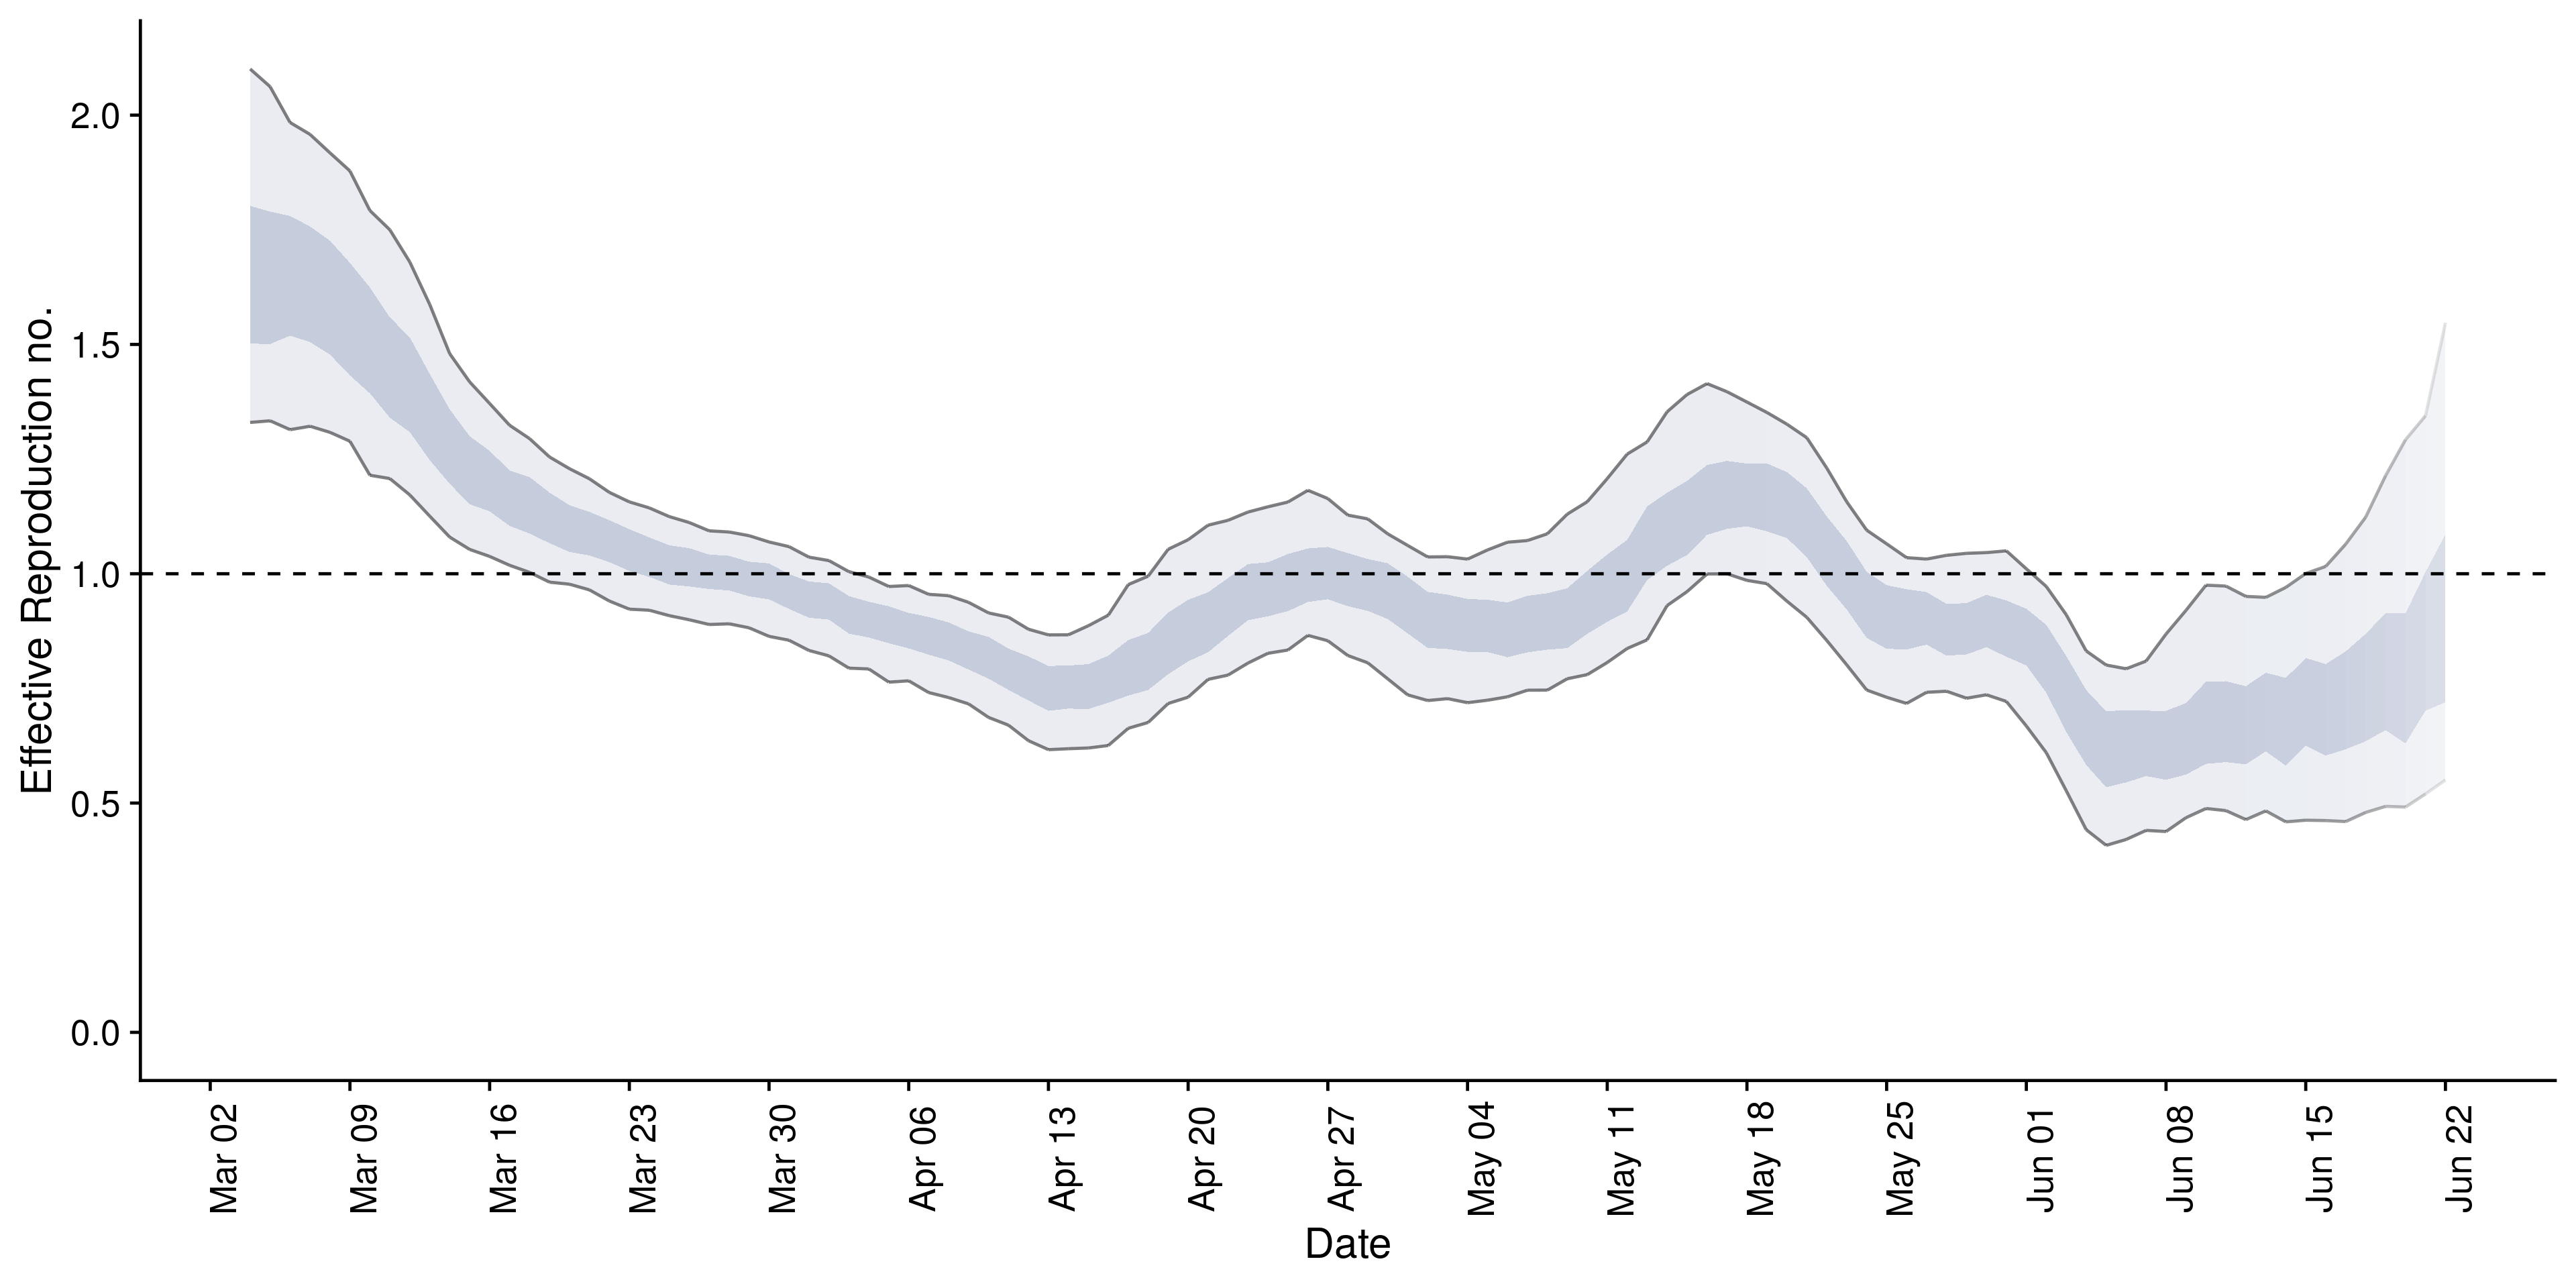 Effective Reproduction no.
2.0
1.5
1.0
0.5
0.0
Mar 02
Mar 09
Mar 16
Mar 23
Mar 30
Apr 06
Apr 13
Apr 20
Apr 27
May 04
May 11
May 18
May 25
Jun 01
Jun 08
Jun 15
Jun 22
Date